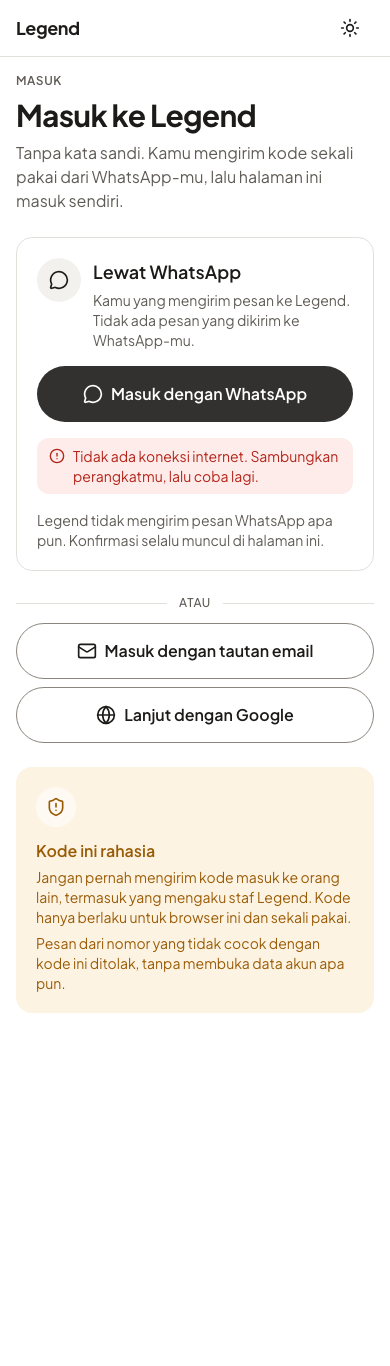 Legend
MASUK
Masuk ke Legend
Tanpa kata sandi. Kamu mengirim kode sekali
pakai dari WhatsApp-mu, lalu halaman ini
masuk sendiri.
Lewat WhatsApp
Kamu yang mengirim pesan ke Legend.
Tidak ada pesan yang dikirim ke
WhatsApp-mu.
Masuk dengan WhatsApp
Tidak ada koneksi internet. Sambungkan
perangkatmu, lalu coba lagi.
Legend tidak mengirim pesan WhatsApp apa
pun. Konfirmasi selalu muncul di halaman ini.
ATAU
Masuk dengan tautan email
Lanjut dengan Google
Kode ini rahasia
Jangan pernah mengirim kode masuk ke orang
lain, termasuk yang mengaku staf Legend. Kode
hanya berlaku untuk browser ini dan sekali pakai.
Pesan dari nomor yang tidak cocok dengan
kode ini ditolak, tanpa membuka data akun apa
pun.